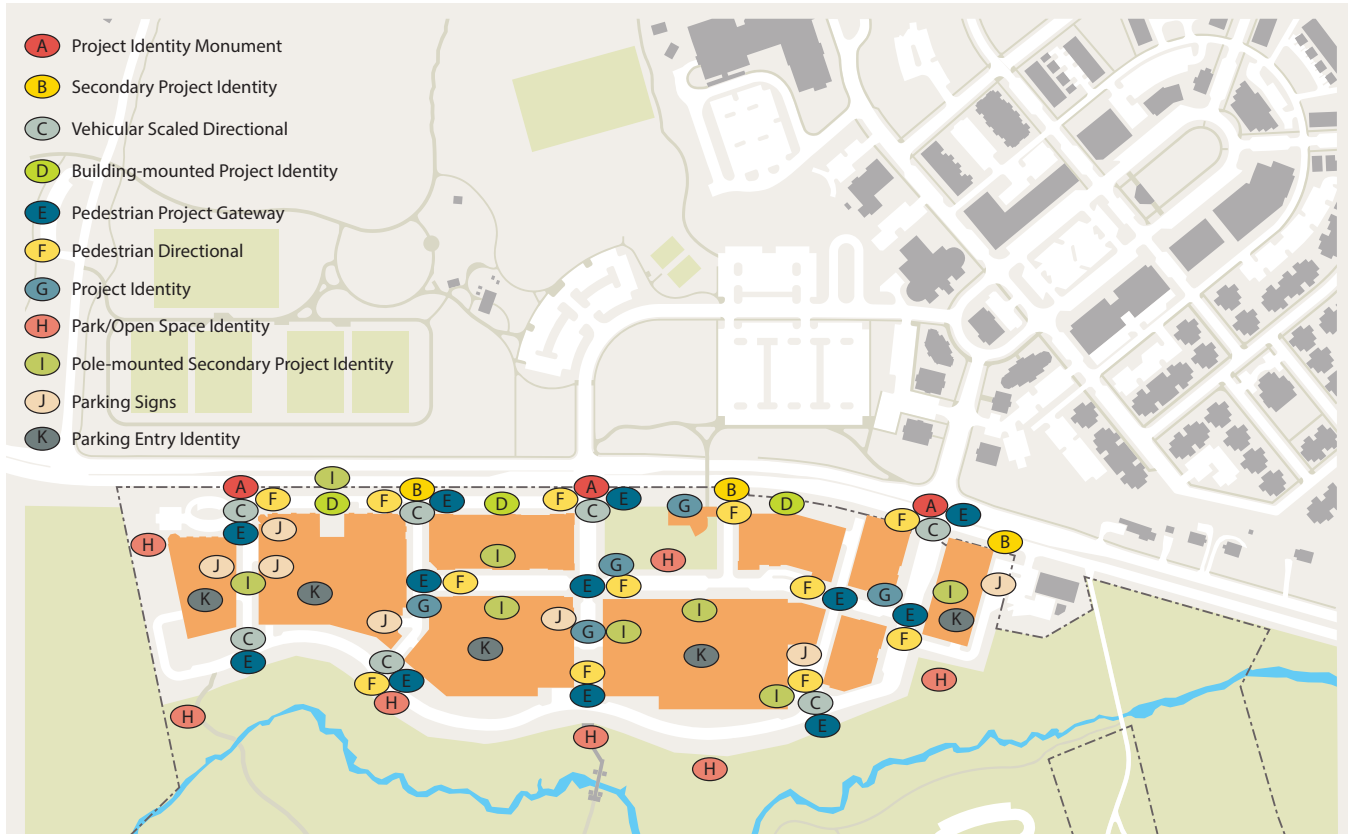 A Project Identity Monument
B Secondary Project Identity
C Vehicular Scaled Directional
D Building-mounted Project Identity
E Pedestrian Project Gateway
F Pedestrian Directional
G Project Identity
H Park/Open Space Identity
I Pole-mounted Secondary Project Identity
J Parking Signs
K Parking Entry Identity
I
A F F B E D F A E G B D A E
D C C C F F C
E J B
H I G H
J J E F E F F J
I K K G I I E G I K
J J G I E
C K K F
E C F J H
F E E I F C
H H E
H
H